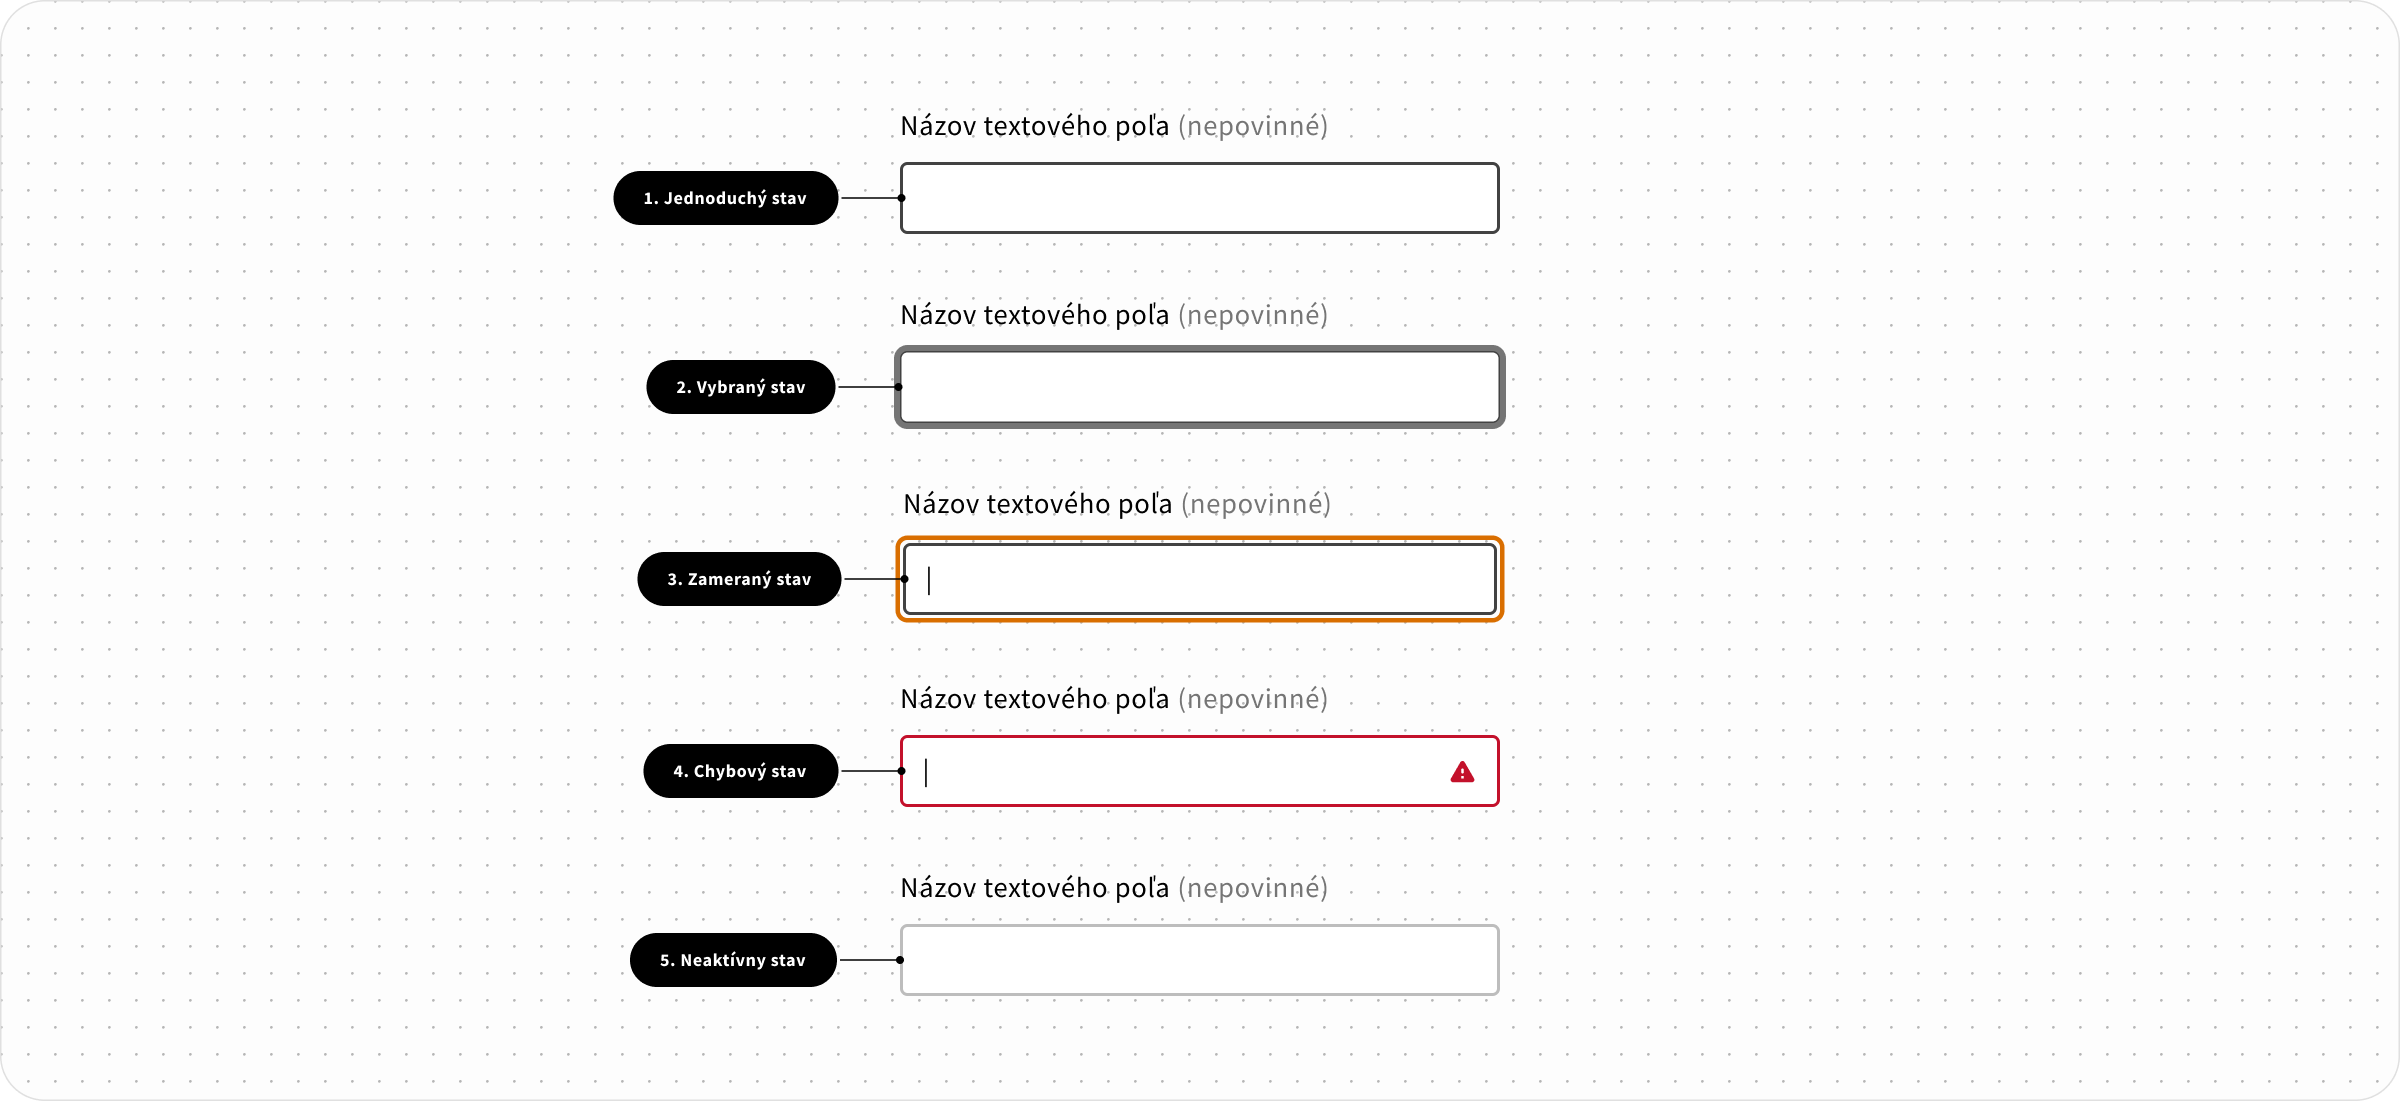 Názov textového poľa (nepovinné)
1. Jednoduchý stav
Názov textového poľa (nepovinné)
2. Vybraný stav
Názov textového poľa (nepovinné)
3. Zameraný stav
Názov textového poľa (nepovinné)
4. Chybový stav
Názov textového poľa (nepovinné)
5. Neaktívny stav